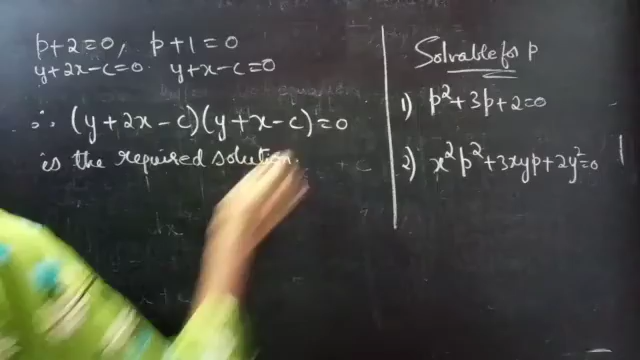 p+2=0, p+1=0
y+2x-c=0 y+x-c=0
∴ (y+2x-c)(y+x-c)=0
is the required solution.
Solvable for p
1) p²+3p+2=0
2) x²p²+3xyp+2y²=0